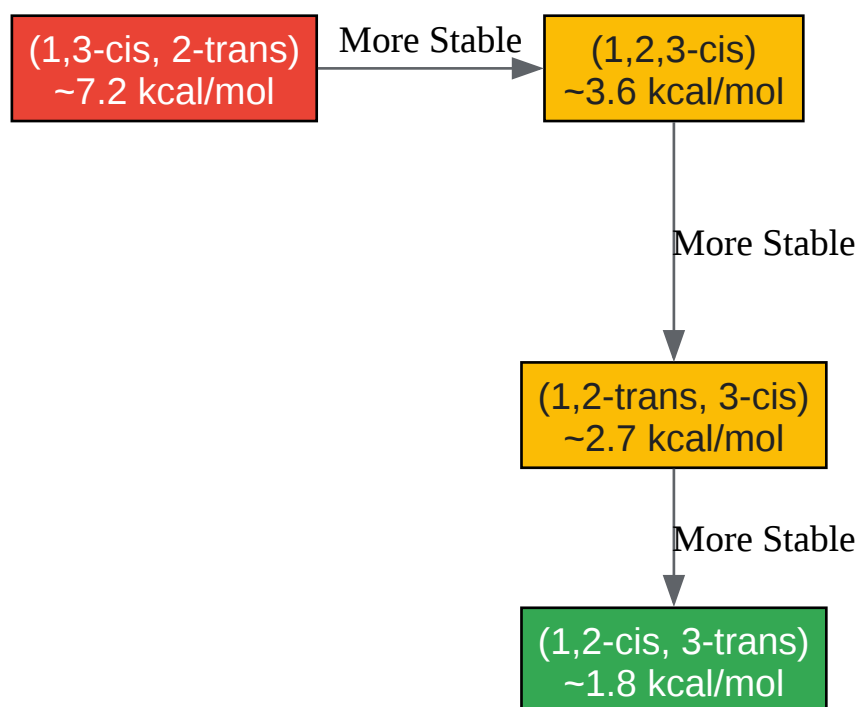 (1,3-cis, 2-trans)
~7.2 kcal/mol
More Stable
(1,2,3-cis)
~3.6 kcal/mol
More Stable
(1,2-trans, 3-cis)
~2.7 kcal/mol
More Stable
(1,2-cis, 3-trans)
~1.8 kcal/mol